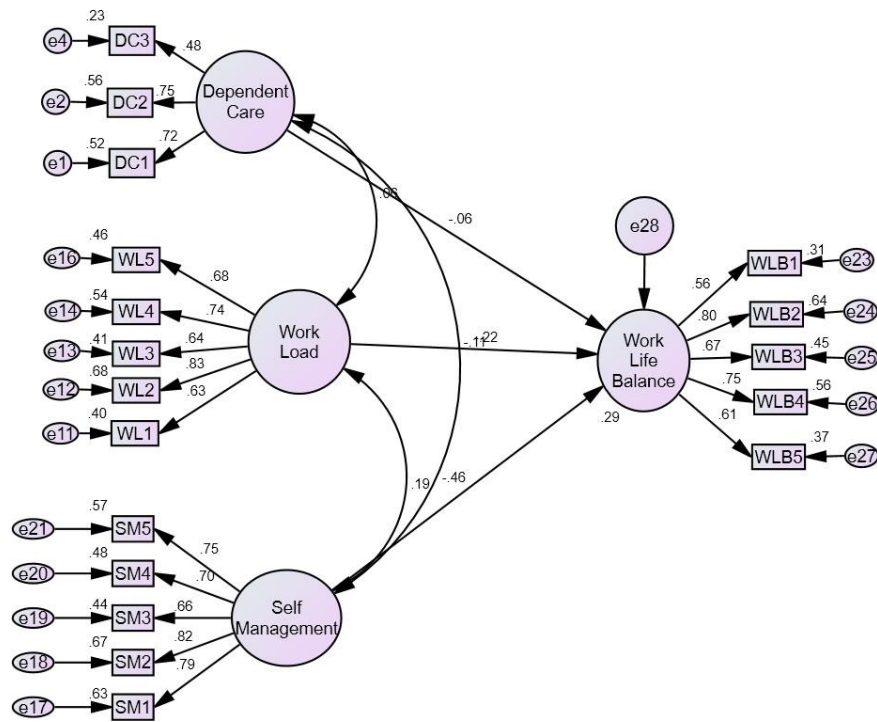 .23
e4
DC3
.48
.56
e2
DC2
.75
Dependent
Care
.52
e1
DC1
.72
.06
-.06
e28
.46
e16
WL5
.68
.54
e14
WL4
.74
.41
e13
WL3
.64
.68
e12
WL2
.83
.40
e11
WL1
.63
Work
Load
-.11
.22
Work
Life
Balance
.29
.56
WLB1
.31
e23
.80
WLB2
.64
e24
.67
WLB3
.45
e25
.75
WLB4
.56
e26
.61
WLB5
.37
e27
.19
-.46
.57
e21
SM5
.75
.48
e20
SM4
.70
.44
e19
SM3
.66
.67
e18
SM2
.82
.63
e17
SM1
.79
Self
Management